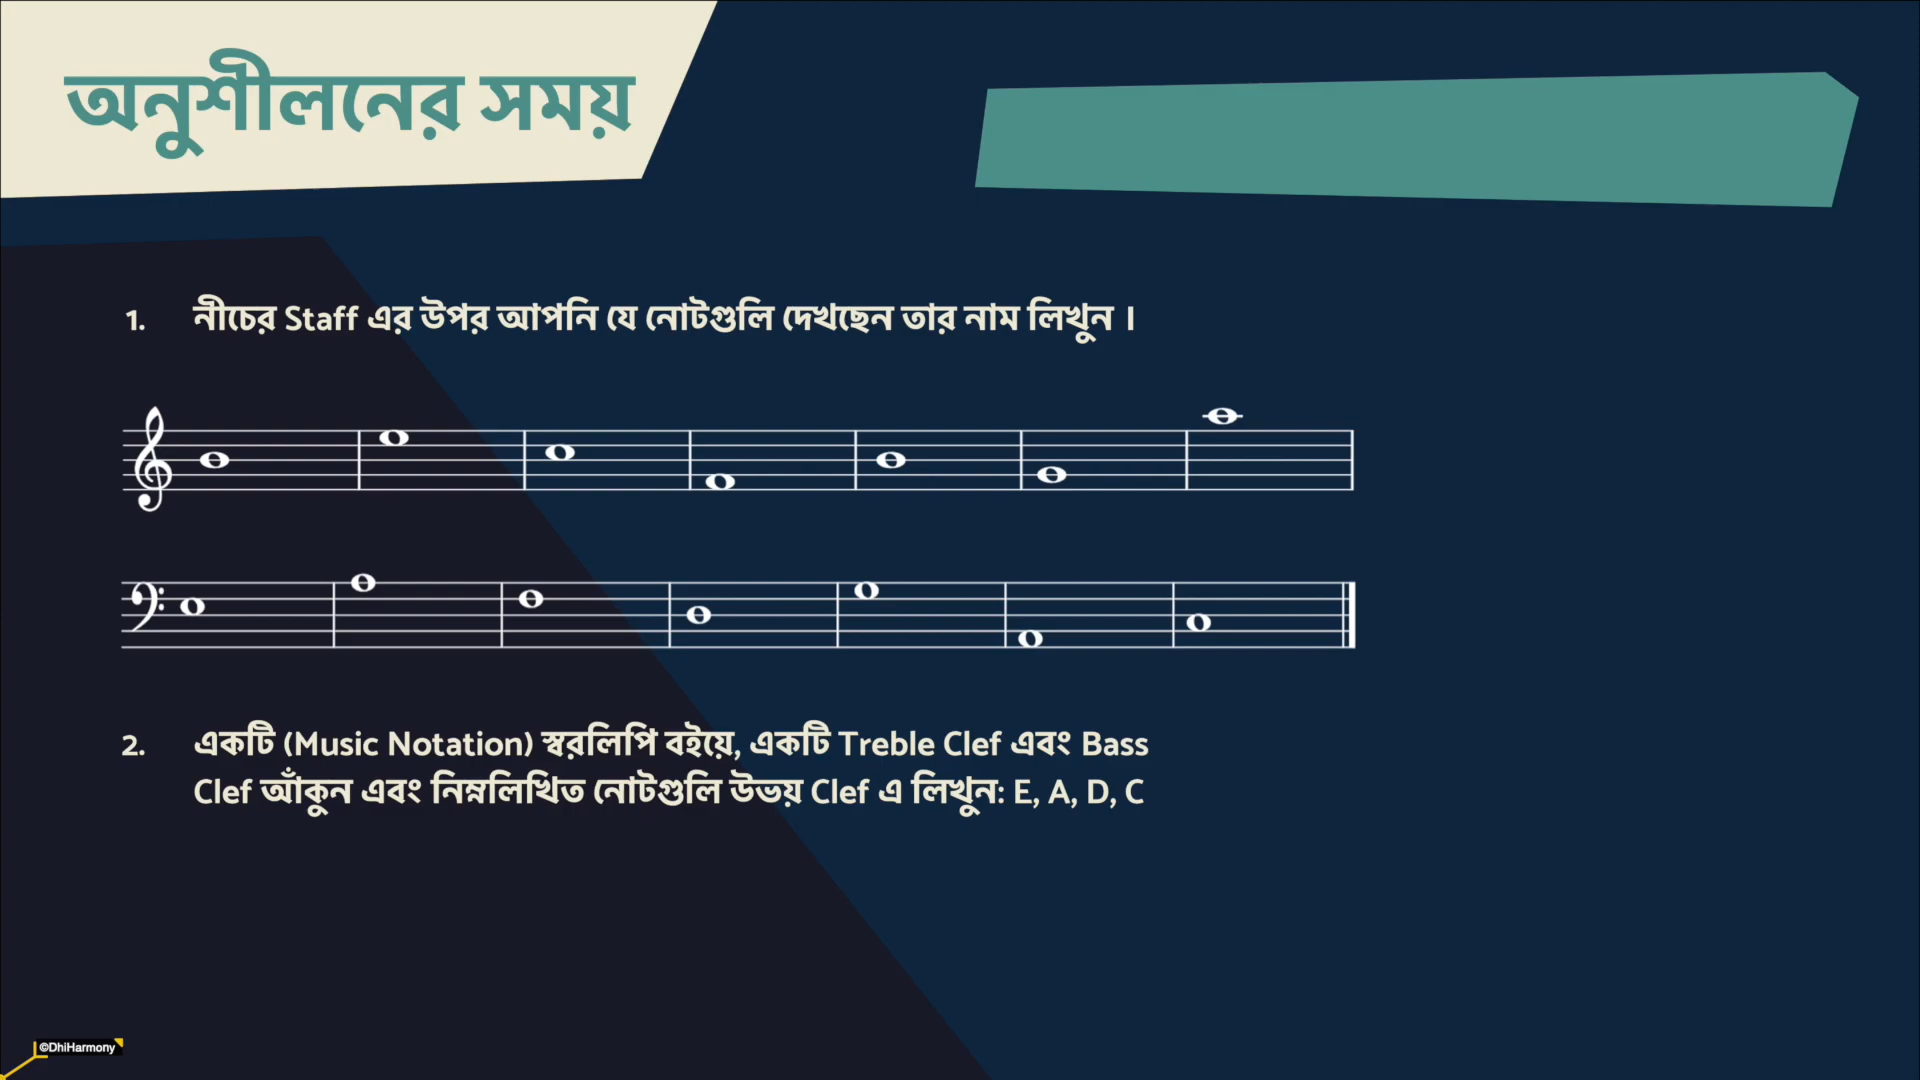 অনুশীলনের সময়
1. নীচের Staff এর উপর আপনি যে নোটগুলি দেখছেন তার নাম লিখুন ।
2. একটি (Music Notation) স্বরলিপি বইয়ে, একটি Treble Clef এবং Bass
Clef আঁকুন এবং নিম্নলিখিত নোটগুলি উভয় Clef এ লিখুন: E, A, D, C
©DhiHarmony